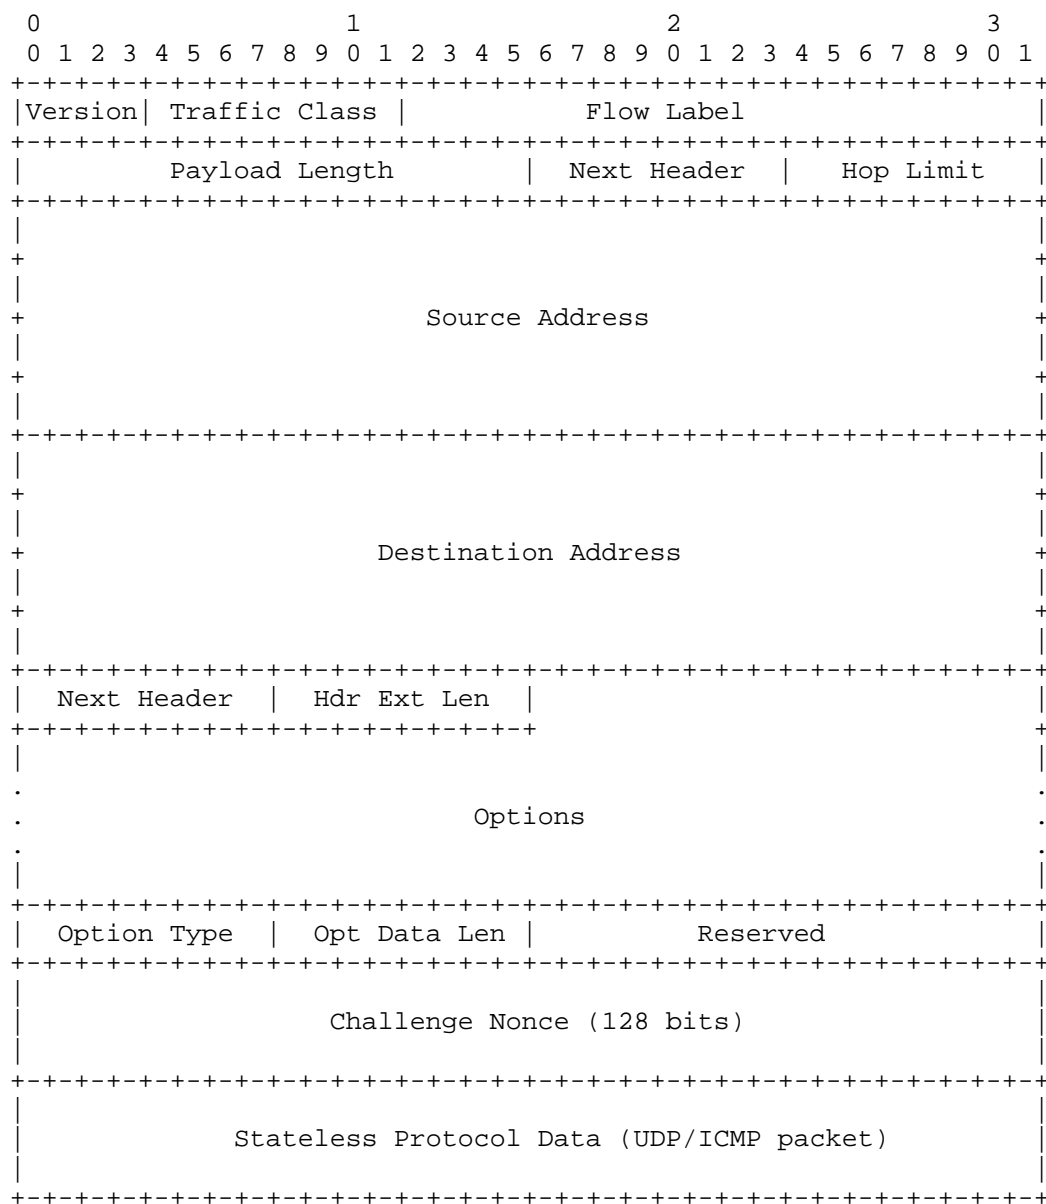 0                   1                   2                   3
 0 1 2 3 4 5 6 7 8 9 0 1 2 3 4 5 6 7 8 9 0 1 2 3 4 5 6 7 8 9 0 1
+-+-+-+-+-+-+-+-+-+-+-+-+-+-+-+-+-+-+-+-+-+-+-+-+-+-+-+-+-+-+-+-+
|Version| Traffic Class |           Flow Label                  |
+-+-+-+-+-+-+-+-+-+-+-+-+-+-+-+-+-+-+-+-+-+-+-+-+-+-+-+-+-+-+-+-+
|         Payload Length        |  Next Header  |   Hop Limit   |
+-+-+-+-+-+-+-+-+-+-+-+-+-+-+-+-+-+-+-+-+-+-+-+-+-+-+-+-+-+-+-+-+
|                                                               |
+                                                               +
|                                                               |
+                         Source Address                        +
|                                                               |
+                                                               +
|                                                               |
+-+-+-+-+-+-+-+-+-+-+-+-+-+-+-+-+-+-+-+-+-+-+-+-+-+-+-+-+-+-+-+-+
|                                                               |
+                                                               +
|                                                               |
+                      Destination Address                      +
|                                                               |
+                                                               +
|                                                               |
+-+-+-+-+-+-+-+-+-+-+-+-+-+-+-+-+-+-+-+-+-+-+-+-+-+-+-+-+-+-+-+-+
|  Next Header  |  Hdr Ext Len  |                               |
+-+-+-+-+-+-+-+-+-+-+-+-+-+-+-+-+                               +
|                                                               |
.                                                               .
.                            Options                            .
.                                                               .
|                                                               |
+-+-+-+-+-+-+-+-+-+-+-+-+-+-+-+-+-+-+-+-+-+-+-+-+-+-+-+-+-+-+-+-+
|  Option Type  |  Opt Data Len |          Reserved             |
+-+-+-+-+-+-+-+-+-+-+-+-+-+-+-+-+-+-+-+-+-+-+-+-+-+-+-+-+-+-+-+-+
|                                                               |
|                   Challenge Nonce (128 bits)                  |
|                                                               |
+-+-+-+-+-+-+-+-+-+-+-+-+-+-+-+-+-+-+-+-+-+-+-+-+-+-+-+-+-+-+-+-+
|                                                               |
|             Stateless Protocol Data (UDP/ICMP packet)         |
|                                                               |
+-+-+-+-+-+-+-+-+-+-+-+-+-+-+-+-+-+-+-+-+-+-+-+-+-+-+-+-+-+-+-+-+